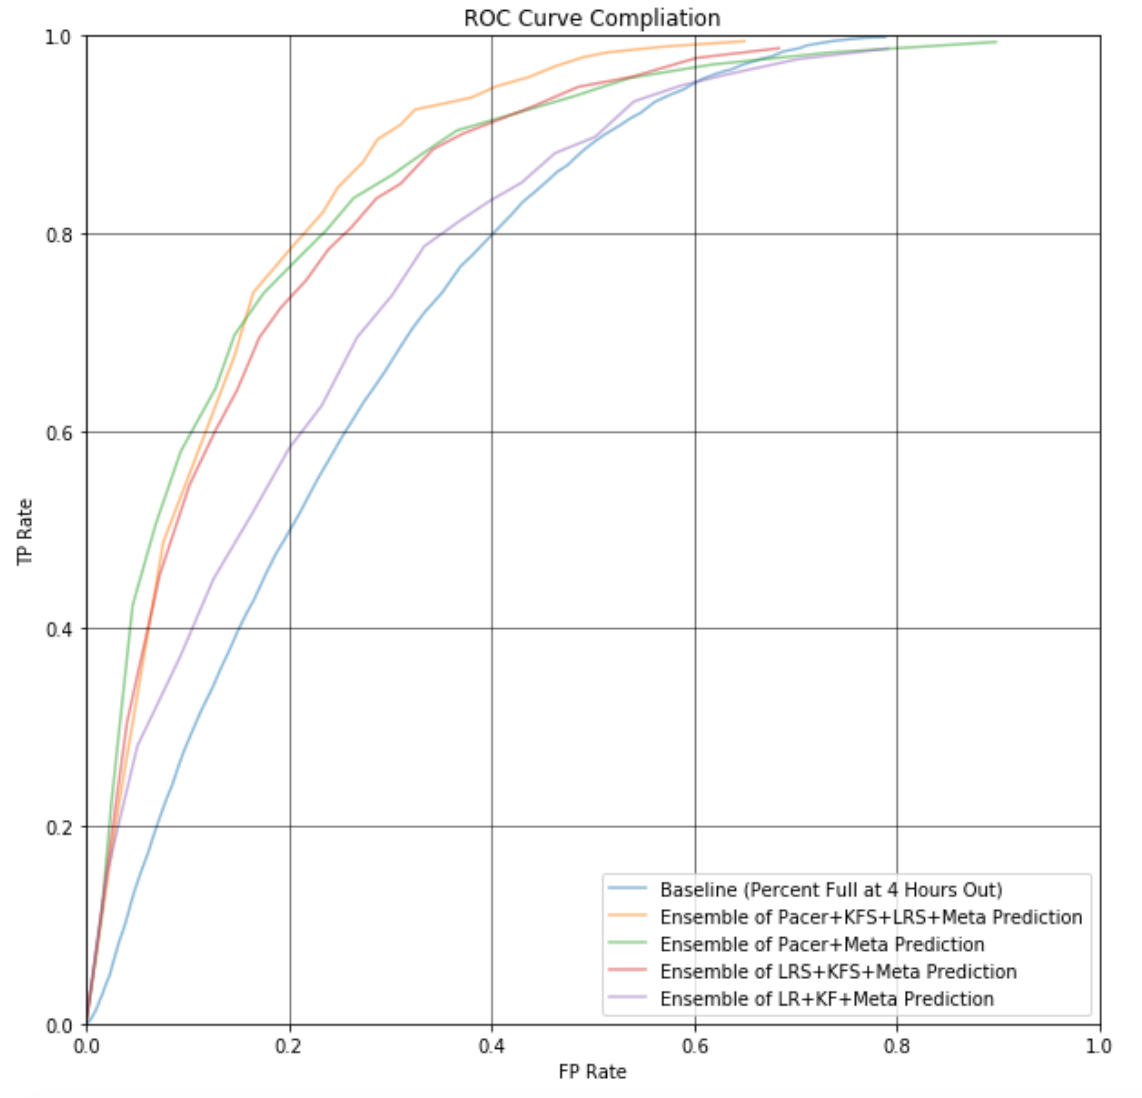 ROC Curve Compliation
1.0
0.8
0.6
0.4
0.2
0.0
TP Rate
0.0 0.2 0.4 0.6 0.8 1.0
FP Rate
Baseline (Percent Full at 4 Hours Out)
Ensemble of Pacer+KFS+LRS+Meta Prediction
Ensemble of Pacer+Meta Prediction
Ensemble of LRS+KFS+Meta Prediction
Ensemble of LR+KF+Meta Prediction